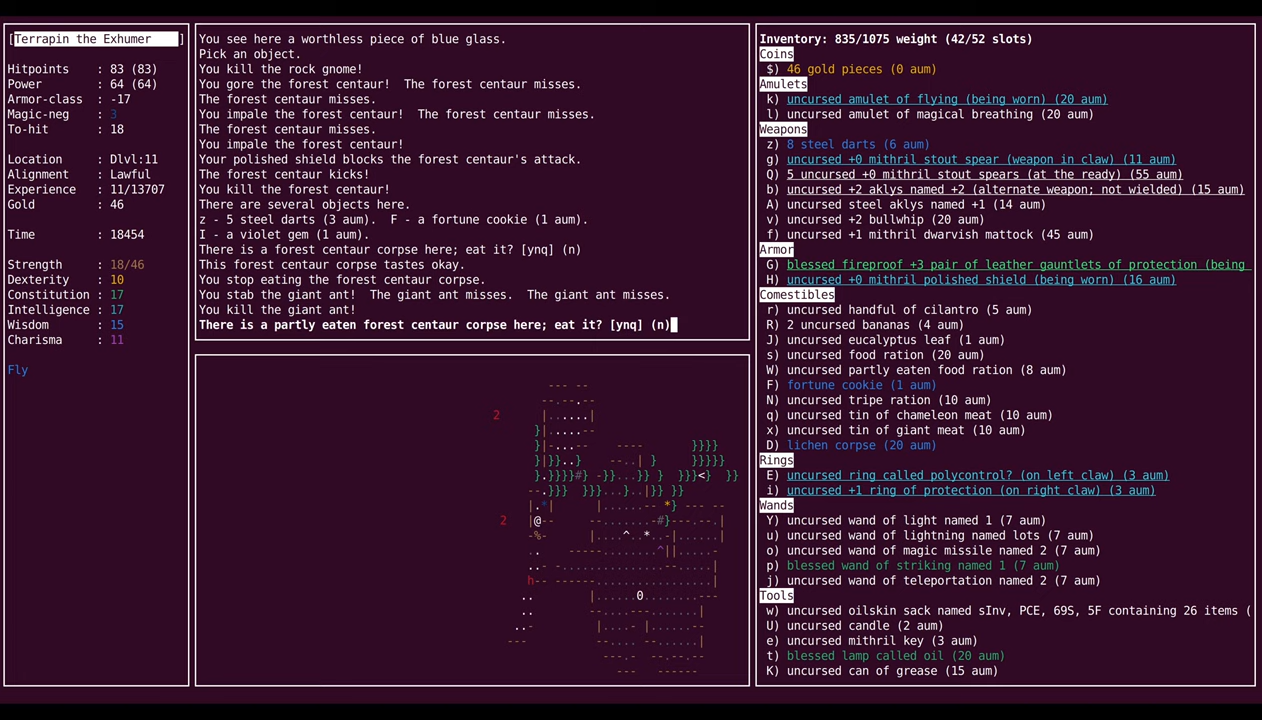 [Terrapin the Exhumer ]
Hitpoints : 83 (83)
Power : 64 (64)
Armor-class : -17
Magic-neg : 3
To-hit : 18
Location : Dlvl:11
Alignment : Lawful
Experience : 11/13707
Gold : 46
Time : 18454
Strength : 18/46
Dexterity : 10
Constitution : 17
Intelligence : 17
Wisdom : 15
Charisma : 11
Fly
You see here a worthless piece of blue glass.
Pick an object.
You kill the rock gnome!
You gore the forest centaur!  The forest centaur misses.
The forest centaur misses.
You impale the forest centaur!  The forest centaur misses.
The forest centaur misses.
You impale the forest centaur!
Your polished shield blocks the forest centaur's attack.
The forest centaur kicks!
You kill the forest centaur!
There are several objects here.
z - 5 steel darts (3 aum).  F - a fortune cookie (1 aum).
I - a violet gem (1 aum).
There is a forest centaur corpse here; eat it? [ynq] (n)
This forest centaur corpse tastes okay.
You stop eating the forest centaur corpse.
You stab the giant ant!  The giant ant misses.  The giant ant misses.
You kill the giant ant!
There is a partly eaten forest centaur corpse here; eat it? [ynq] (n)
Inventory: 835/1075 weight (42/52 slots)
Coins
$) 46 gold pieces (0 aum)
Amulets
k) uncursed amulet of flying (being worn) (20 aum)
l) uncursed amulet of magical breathing (20 aum)
Weapons
z) 8 steel darts (6 aum)
g) uncursed +0 mithril stout spear (weapon in claw) (11 aum)
Q) 5 uncursed +0 mithril stout spears (at the ready) (55 aum)
b) uncursed +2 aklys named +2 (alternate weapon; not wielded) (15 aum)
A) uncursed steel aklys named +1 (14 aum)
v) uncursed +2 bullwhip (20 aum)
f) uncursed +1 mithril dwarvish mattock (45 aum)
Armor
G) blessed fireproof +3 pair of leather gauntlets of protection (being
H) uncursed +0 mithril polished shield (being worn) (16 aum)
Comestibles
r) uncursed handful of cilantro (5 aum)
R) 2 uncursed bananas (4 aum)
J) uncursed eucalyptus leaf (1 aum)
s) uncursed food ration (20 aum)
W) uncursed partly eaten food ration (8 aum)
F) fortune cookie (1 aum)
N) uncursed tripe ration (10 aum)
q) uncursed tin of chameleon meat (10 aum)
x) uncursed tin of giant meat (10 aum)
D) lichen corpse (20 aum)
Rings
E) uncursed ring called polycontrol? (on left claw) (3 aum)
i) uncursed +1 ring of protection (on right claw) (3 aum)
Wands
Y) uncursed wand of light named 1 (7 aum)
u) uncursed wand of lightning named lots (7 aum)
o) uncursed wand of magic missile named 2 (7 aum)
p) blessed wand of striking named 1 (7 aum)
j) uncursed wand of teleportation named 2 (7 aum)
Tools
w) uncursed oilskin sack named sInv, PCE, 69S, 5F containing 26 items (
U) uncursed candle (2 aum)
e) uncursed mithril key (3 aum)
t) blessed lamp called oil (20 aum)
K) uncursed can of grease (15 aum)